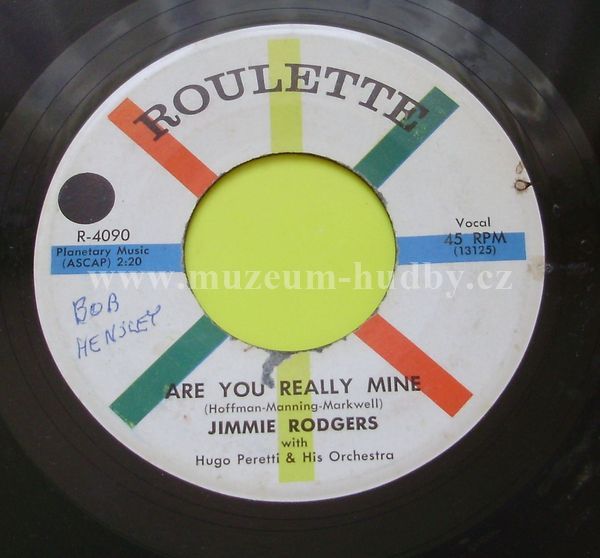 ROULETTE
R-4090
Planetary Music
(ASCAP) 2:20
Vocal
45 RPM
(13125)
www.muzeum-hudby.cz
BOB
HENSLEY
ARE YOU REALLY MINE
(Hoffman-Manning-Markwell)
JIMMIE RODGERS
with
Hugo Peretti & His Orchestra